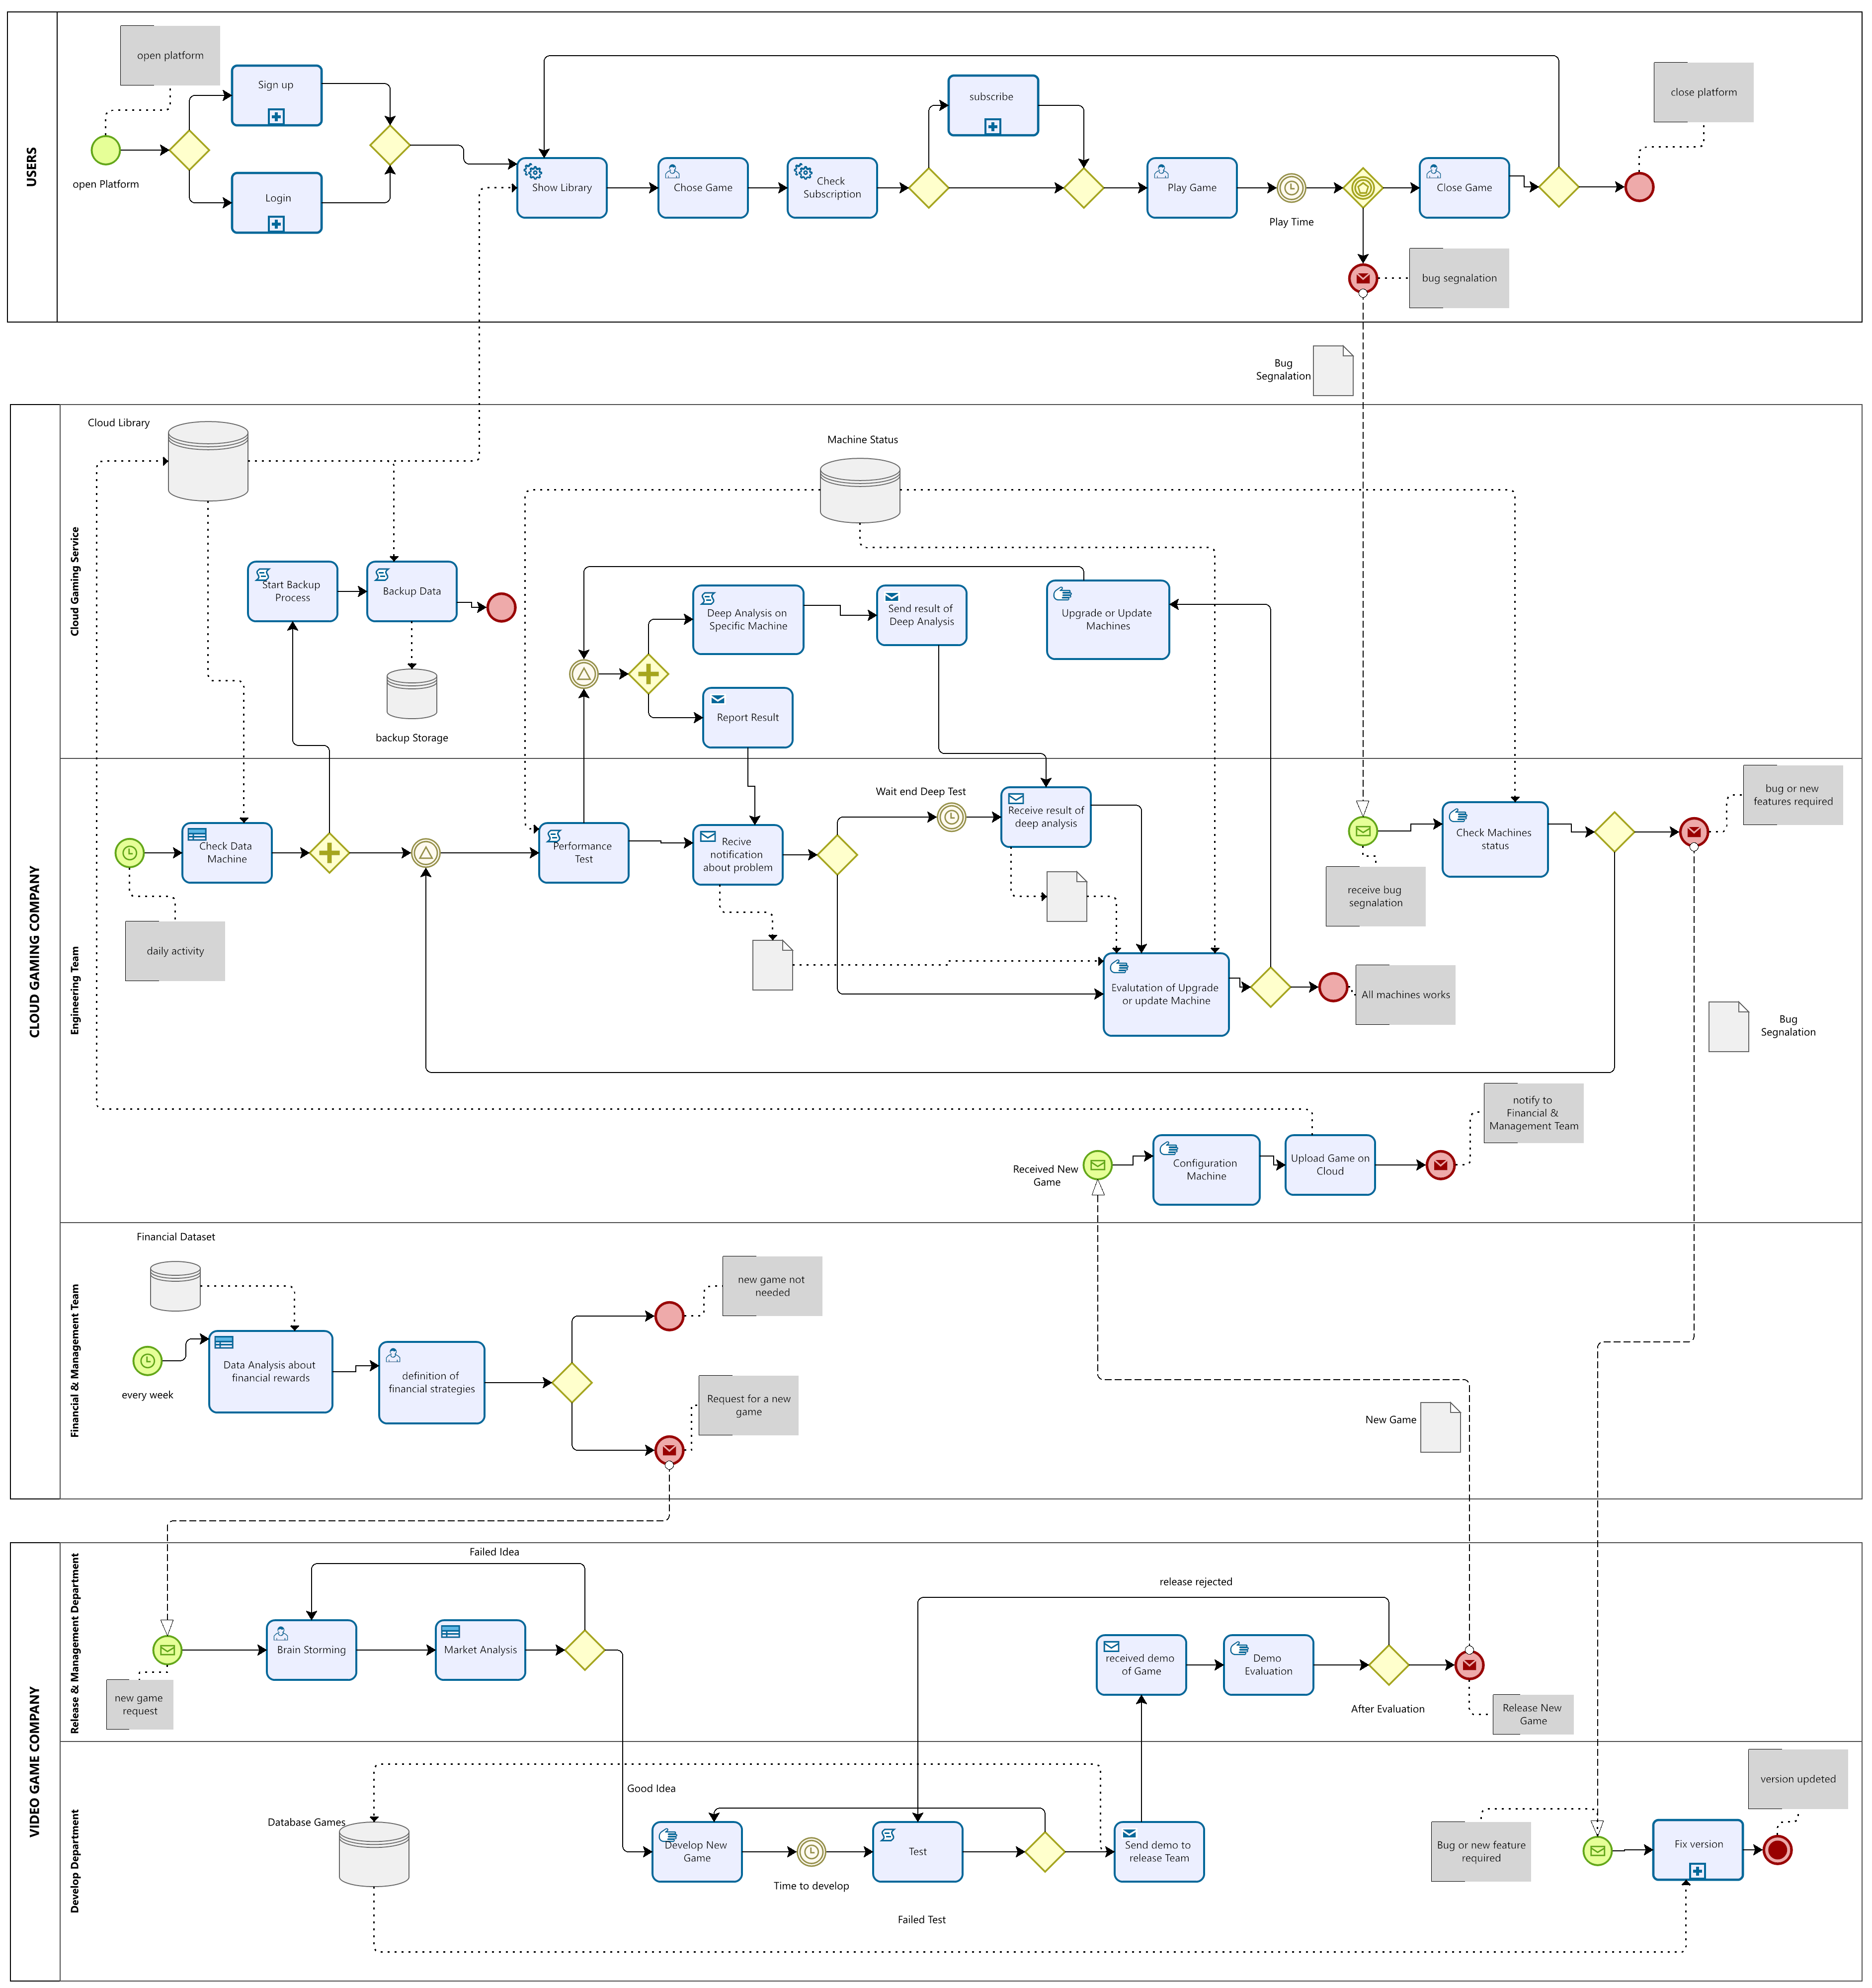 USERS
open platform
open Platform
Sign up
Login
Show Library
Chose Game
Check
Subscription
subscribe
Play Game
Play Time
Close Game
close platform
bug segnalation
Bug
Segnalation
CLOUD GAMING COMPANY
Cloud Gaming Service
Cloud Library
Machine Status
Start Backup
Process
Backup Data
backup Storage
Deep Analysis on
Specific Machine
Send result of
Deep Analysis
Upgrade or Update
Machines
Report Result
Engineering Team
Check Data
Machine
daily activity
Performance
Test
Recive
notification
about problem
Wait end Deep Test
Receive result of
deep analysis
Evalutation of Upgrade
or update Machine
All machines works
receive bug
segnalation
Check Machines
status
bug or new
features required
Bug
Segnalation
Received New
Game
Configuration
Machine
Upload Game on
Cloud
notify to
Financial &
Management Team
Financial & Management Team
Financial Dataset
every week
Data Analysis about
financial rewards
definition of
financial strategies
new game not
needed
Request for a new
game
New Game
VIDEO GAME COMPANY
Release & Management Department
new game
request
Brain Storming
Market Analysis
Failed Idea
release rejected
received demo
of Game
Demo
Evaluation
After Evaluation
Release New
Game
Develop Department
Database Games
Good Idea
Develop New
Game
Time to develop
Test
Failed Test
Send demo to
release Team
Bug or new feature
required
Fix version
version updeted